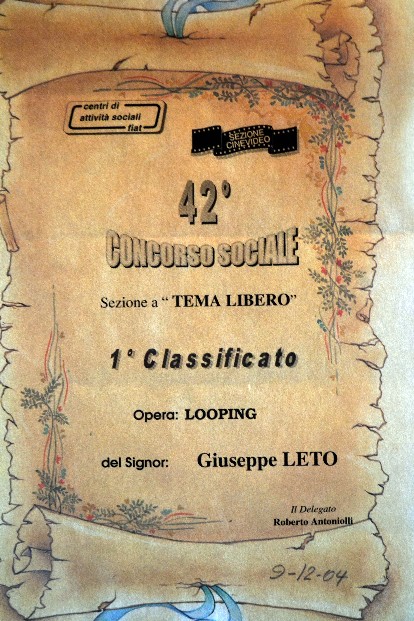 centri di
attività sociali
fiat
SEZIONE
CINEVIDEO
42°
CONCORSO SOCIALE
Sezione a “ TEMA LIBERO”
1° Classificato
Opera: LOOPING
del Signor: Giuseppe LETO
Il Delegato
Roberto Antoniolli
9-12-04